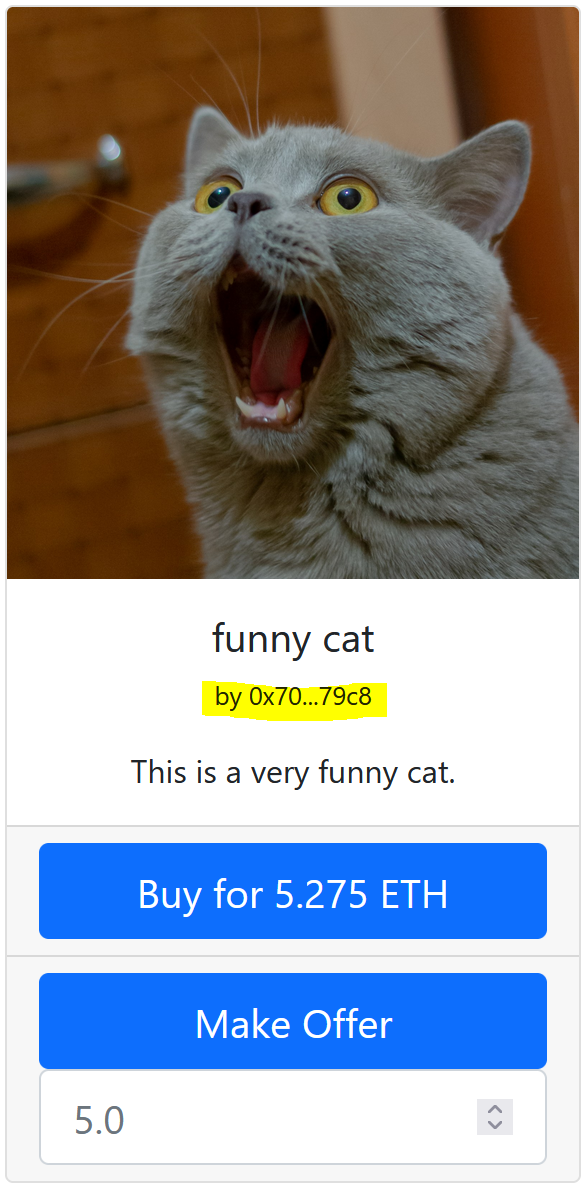 funny cat
by 0x70...79c8
This is a very funny cat.
Buy for 5.275 ETH
Make Offer
5.0